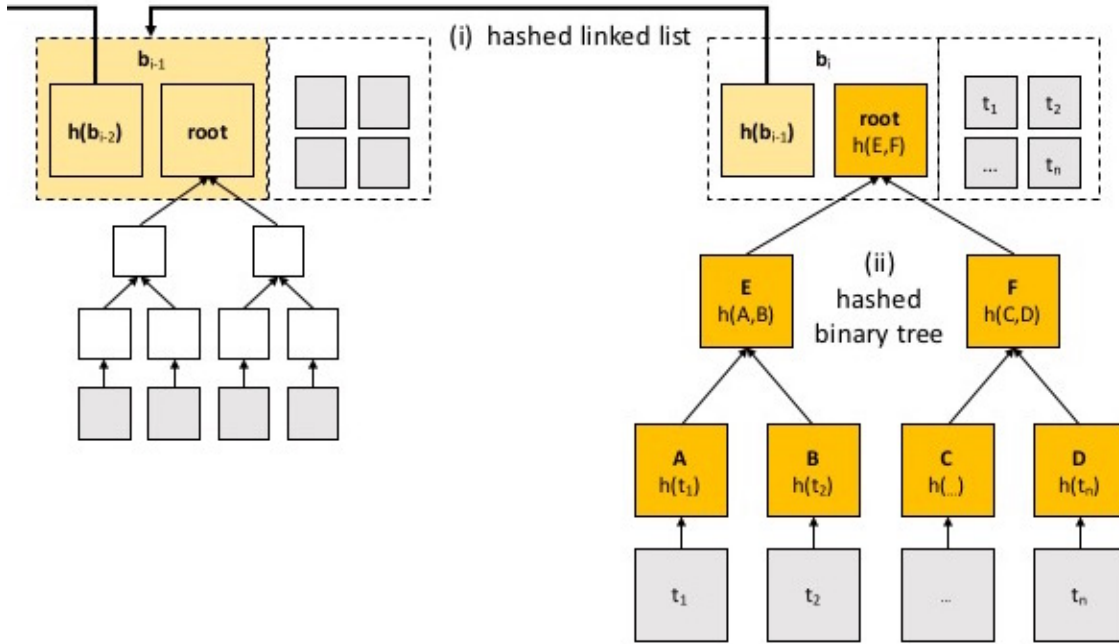 (i) hashed linked list
b_{i-1}
h(b_{i-2})
root
b_i
h(b_{i-1})
root
h(E,F)
t_1
t_2
...
t_n
(ii)
hashed
binary tree
E
h(A,B)
F
h(C,D)
A
h(t_1)
B
h(t_2)
C
h(...)
D
h(t_n)
t_1
t_2
...
t_n